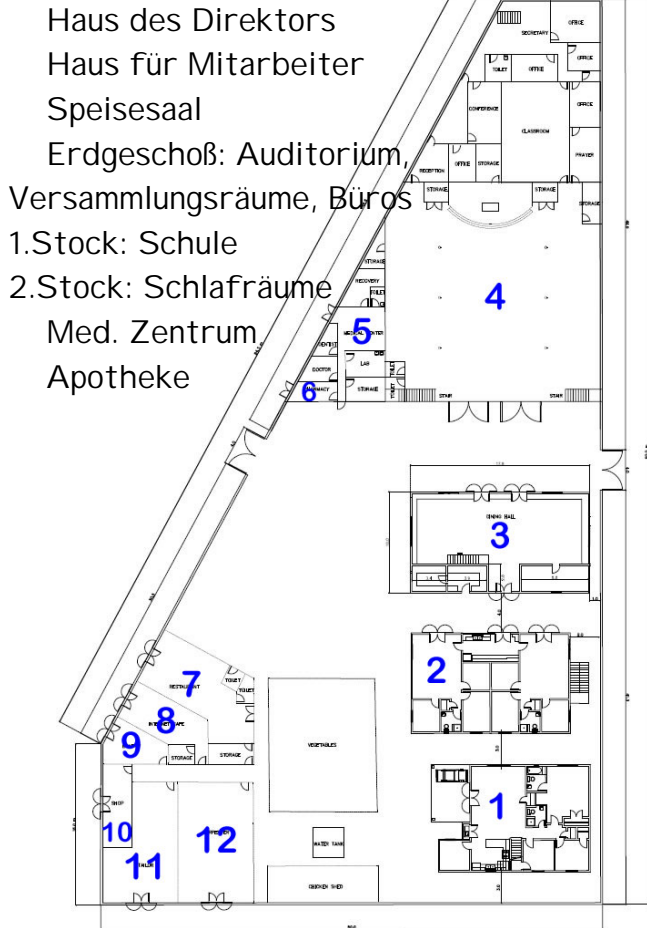 Haus des Direktors
Haus für Mitarbeiter
Speisesaal
Erdgeschoß: Auditorium,
Versammlungsräume, Büros
1.Stock: Schule
2.Stock: Schlafräume
Med. Zentrum
Apotheke
OFFICE
SECRETARY
OFFICE
TOILET
OFFICE
CONFERENCE
OFFICE
CLASSROOM
PRAYER
RECEPTION
OFFICE
STORAGE
STORAGE
STORAGE
STORAGE
STORAGE
RECOVERY
TOILET
4
5
MEDICAL CENTER
DENTIST
DOCTOR
LAB
TOILET
6
PHARMACY
STORAGE
TOILET
STAIR
STAIR
DINING HALL
3
2
7
RESTAURANT
TOILET
TOILET
8
INTERNET CAFE
9
STORAGE
STORAGE
VEGETABLES
1
SHOP
10
11
12
WATER TANK
CHICKEN SHED